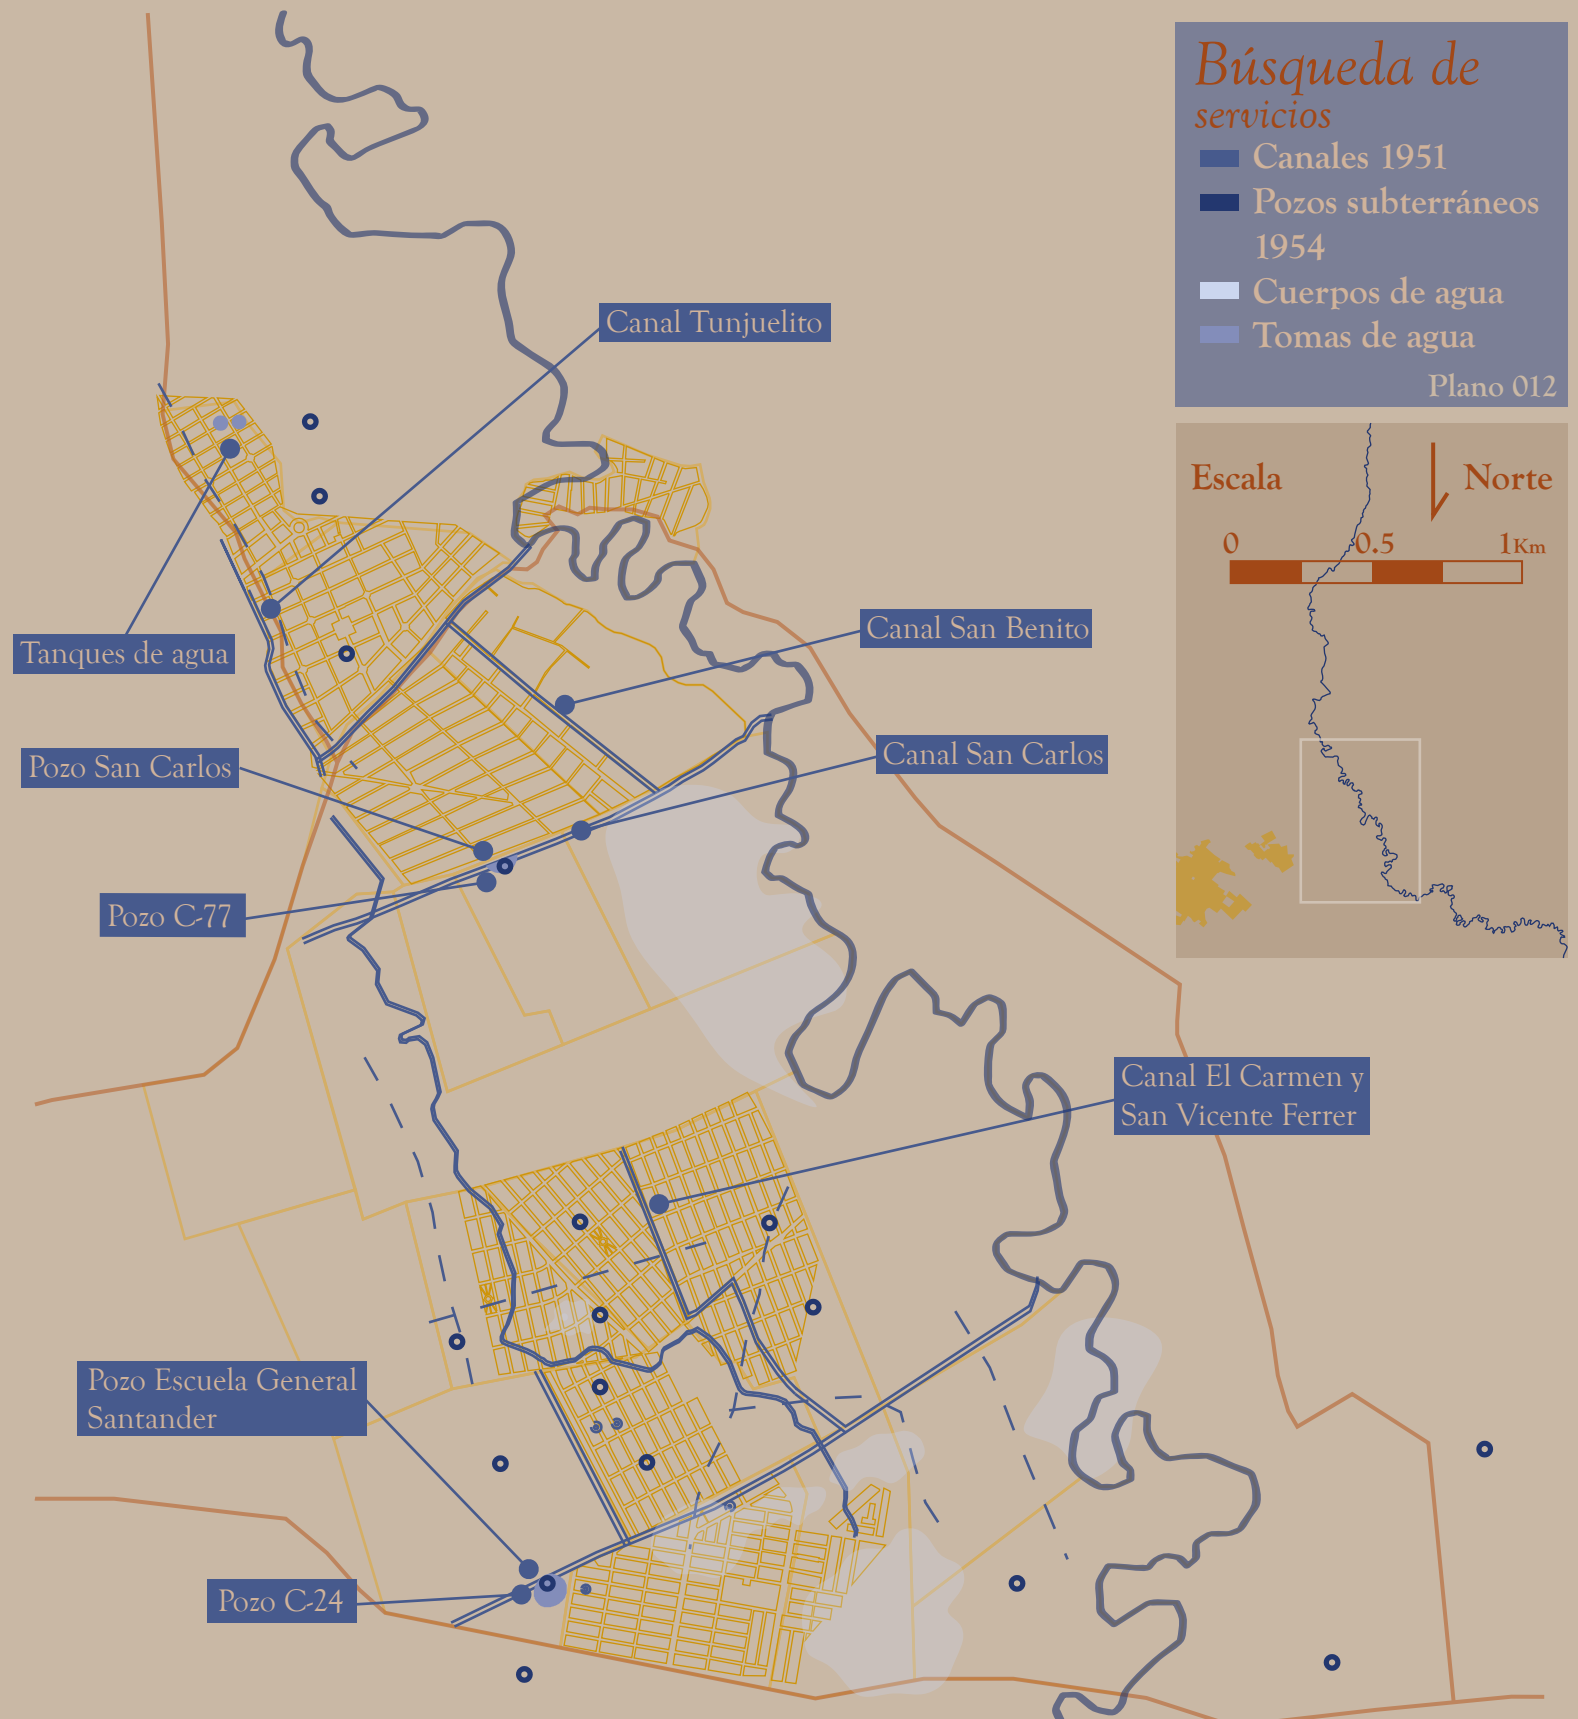 Búsqueda de
servicios
Canales 1951
Pozos subterráneos
1954
Cuerpos de agua
Tomas de agua
Plano 012
Escala
Norte
0 0.5 1Km
Canal Tunjuelito
Tanques de agua
Canal San Benito
Pozo San Carlos
Canal San Carlos
Pozo C-77
Canal El Carmen y
San Vicente Ferrer
Pozo Escuela General
Santander
Pozo C-24